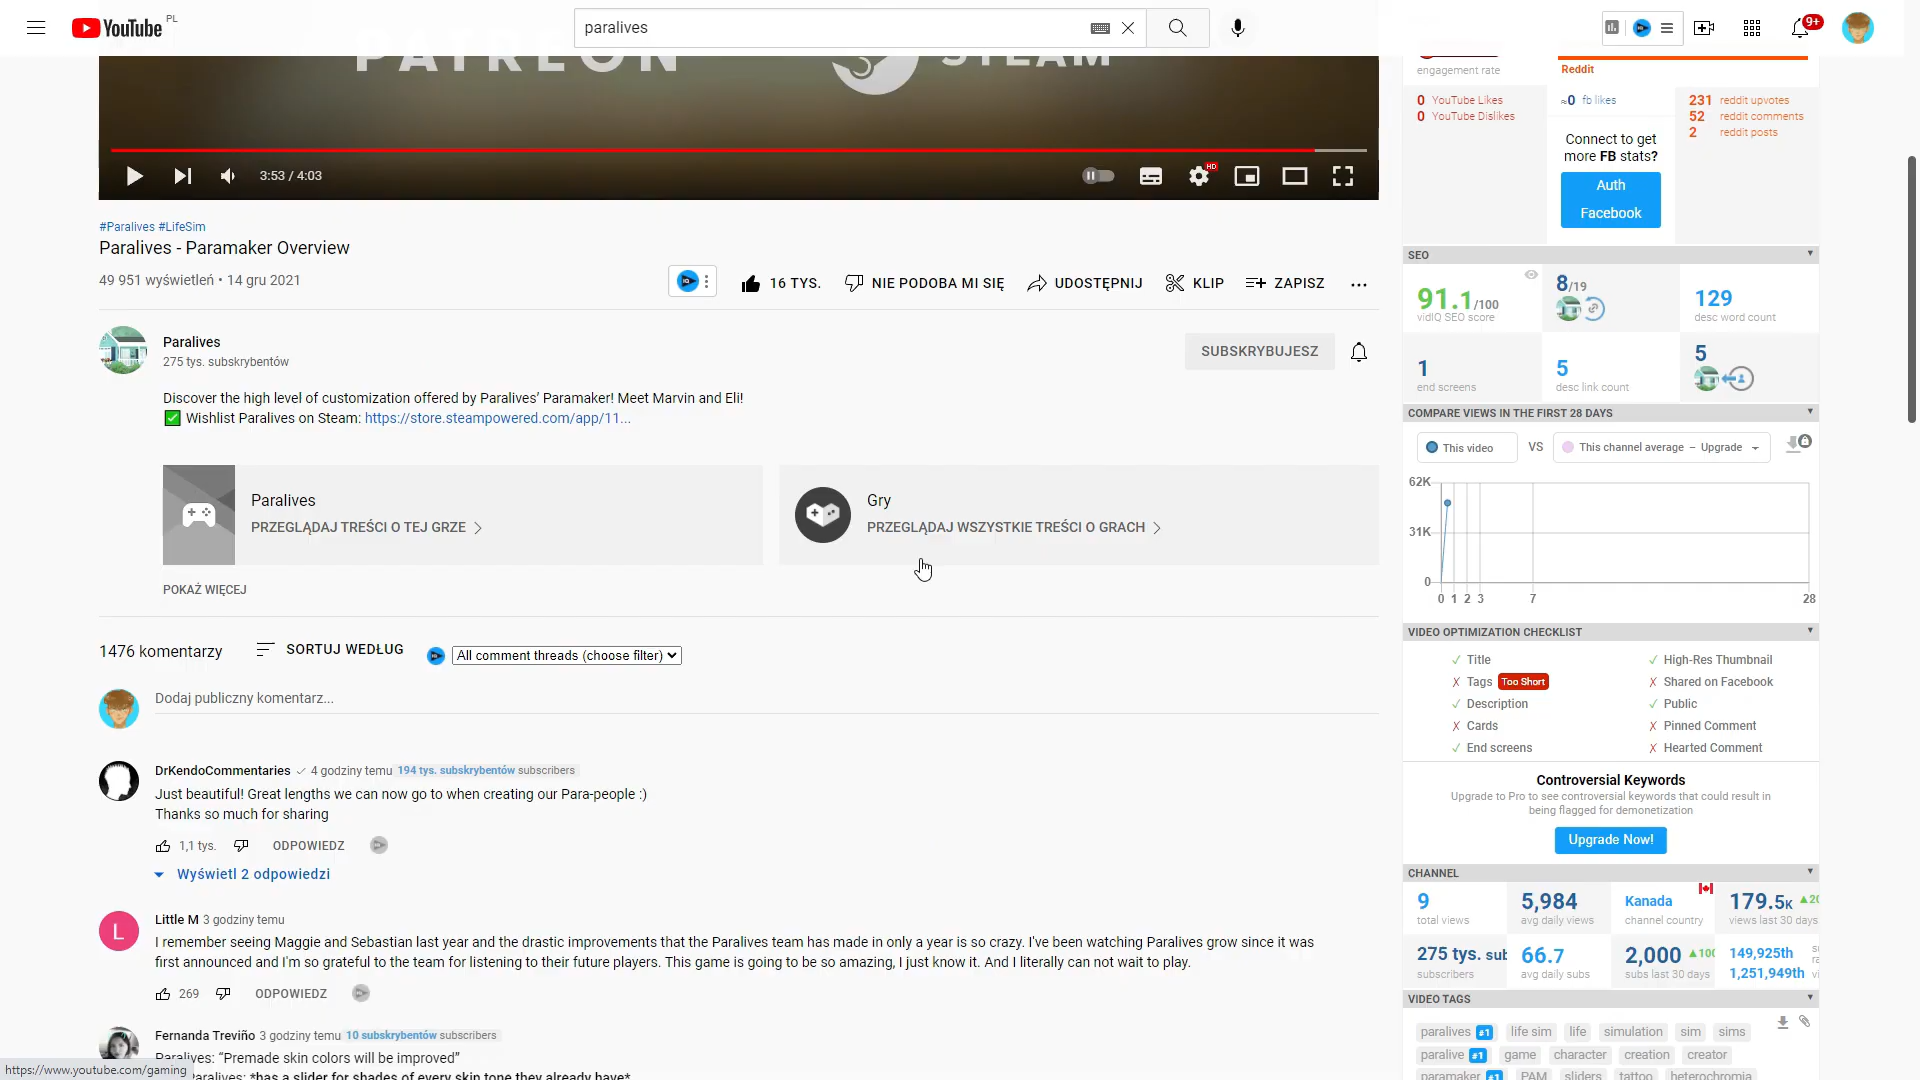 YouTube PL
paralives
9+
PATREON STEAM
3:53 / 4:03
HD
#Paralives #LifeSim
Paralives - Paramaker Overview
49 951 wyświetleń • 14 gru 2021
16 TYS. NIE PODOBA MI SIĘ UDOSTĘPNIJ KLIP ZAPISZ
Paralives
275 tys. subskrybentów
SUBSKRYBUJESZ
Discover the high level of customization offered by Paralives' Paramaker! Meet Marvin and Eli!
Wishlist Paralives on Steam: https://store.steampowered.com/app/11...
Paralives
PRZEGLĄDAJ TREŚCI O TEJ GRZE
Gry
PRZEGLĄDAJ WSZYSTKIE TREŚCI O GRACH
POKAŻ WIĘCEJ
1476 komentarzy SORTUJ WEDŁUG All comment threads (choose filter)
Dodaj publiczny komentarz...
DrKendoCommentaries 4 godziny temu 194 tys. subskrybentów subscribers
Just beautiful! Great lengths we can now go to when creating our Para-people :)
Thanks so much for sharing
1,1 tys. ODPOWIEDZ
Wyświetl 2 odpowiedzi
L
Little M 3 godziny temu
I remember seeing Maggie and Sebastian last year and the drastic improvements that the Paralives team has made in only a year is so crazy. I've been watching Paralives grow since it was
first announced and I'm so grateful to the team for listening to their future players. This game is going to be so amazing, I just know it. And I literally can not wait to play.
269 ODPOWIEDZ
Fernanda Treviño 3 godziny temu 10 subskrybentów subscribers
Paralives: “Premade skin colors will be improved”
Paralives: *has a slider for shades of every skin tone they already have*
https://www.youtube.com/gaming
engagement rate
Reddit
0 YouTube Likes
0 YouTube Dislikes
≈0 fb likes
Connect to get
more FB stats?
Auth
Facebook
231 reddit upvotes
52 reddit comments
2 reddit posts
SEO
91.1/100
vidIQ SEO score
8/19
129
desc word count
1
end screens
5
desc link count
5
COMPARE VIEWS IN THE FIRST 28 DAYS
This video VS This channel average – Upgrade
62K
31K
0
0 1 2 3 7 28
VIDEO OPTIMIZATION CHECKLIST
✓ Title
✓ High-Res Thumbnail
X Tags Too Short
X Shared on Facebook
✓ Description
✓ Public
X Cards
X Pinned Comment
✓ End screens
X Hearted Comment
Controversial Keywords
Upgrade to Pro to see controversial keywords that could result in
being flagged for demonetization
Upgrade Now!
CHANNEL
9
total views
5,984
avg daily views
Kanada
channel country
179.5K
views last 30 days
275 tys. sub
subscribers
66.7
avg daily subs
2,000
subs last 30 days
149,925th
1,251,949th
VIDEO TAGS
paralives #1 life sim life simulation sim sims
paralive #1 game character creation creator
paramaker #1 PAM sliders tattoo heterochromia